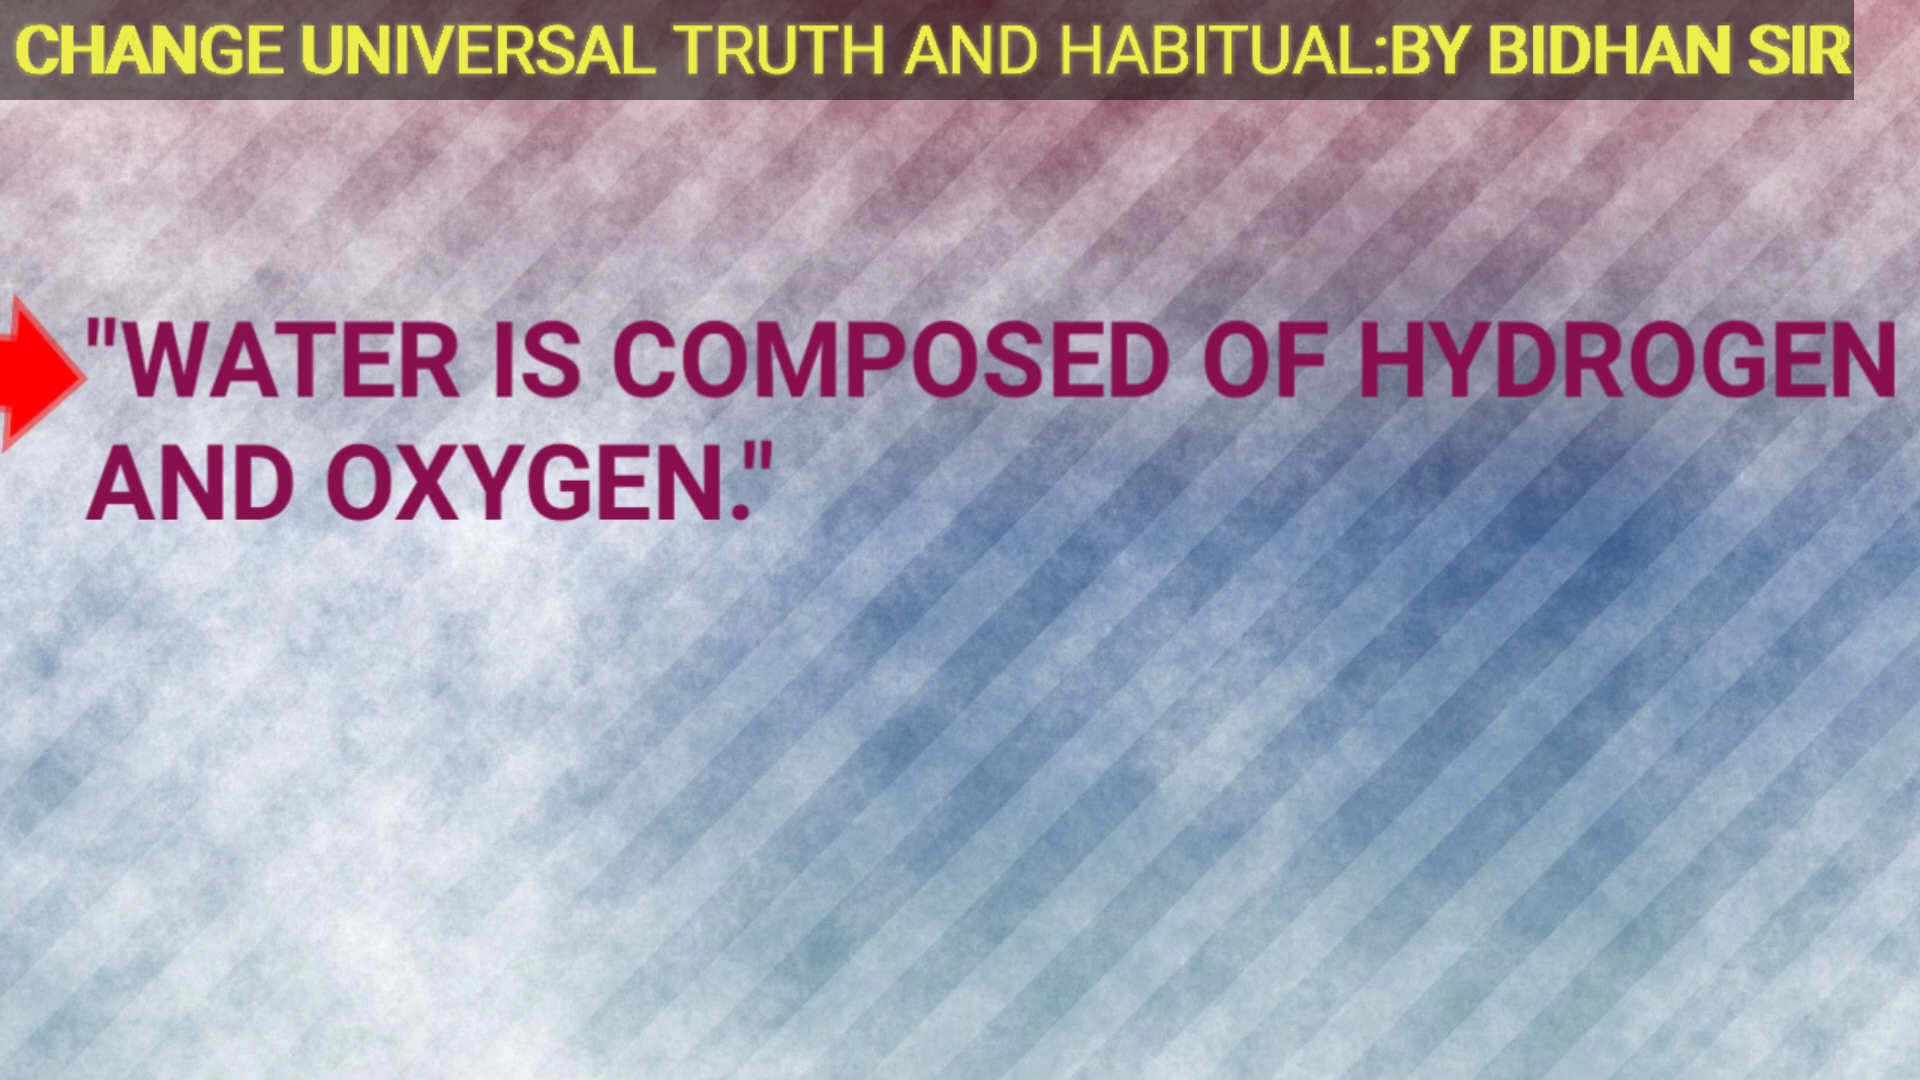 CHANGE UNIVERSAL TRUTH AND HABITUAL:BY BIDHAN SIR
"WATER IS COMPOSED OF HYDROGEN
AND OXYGEN."